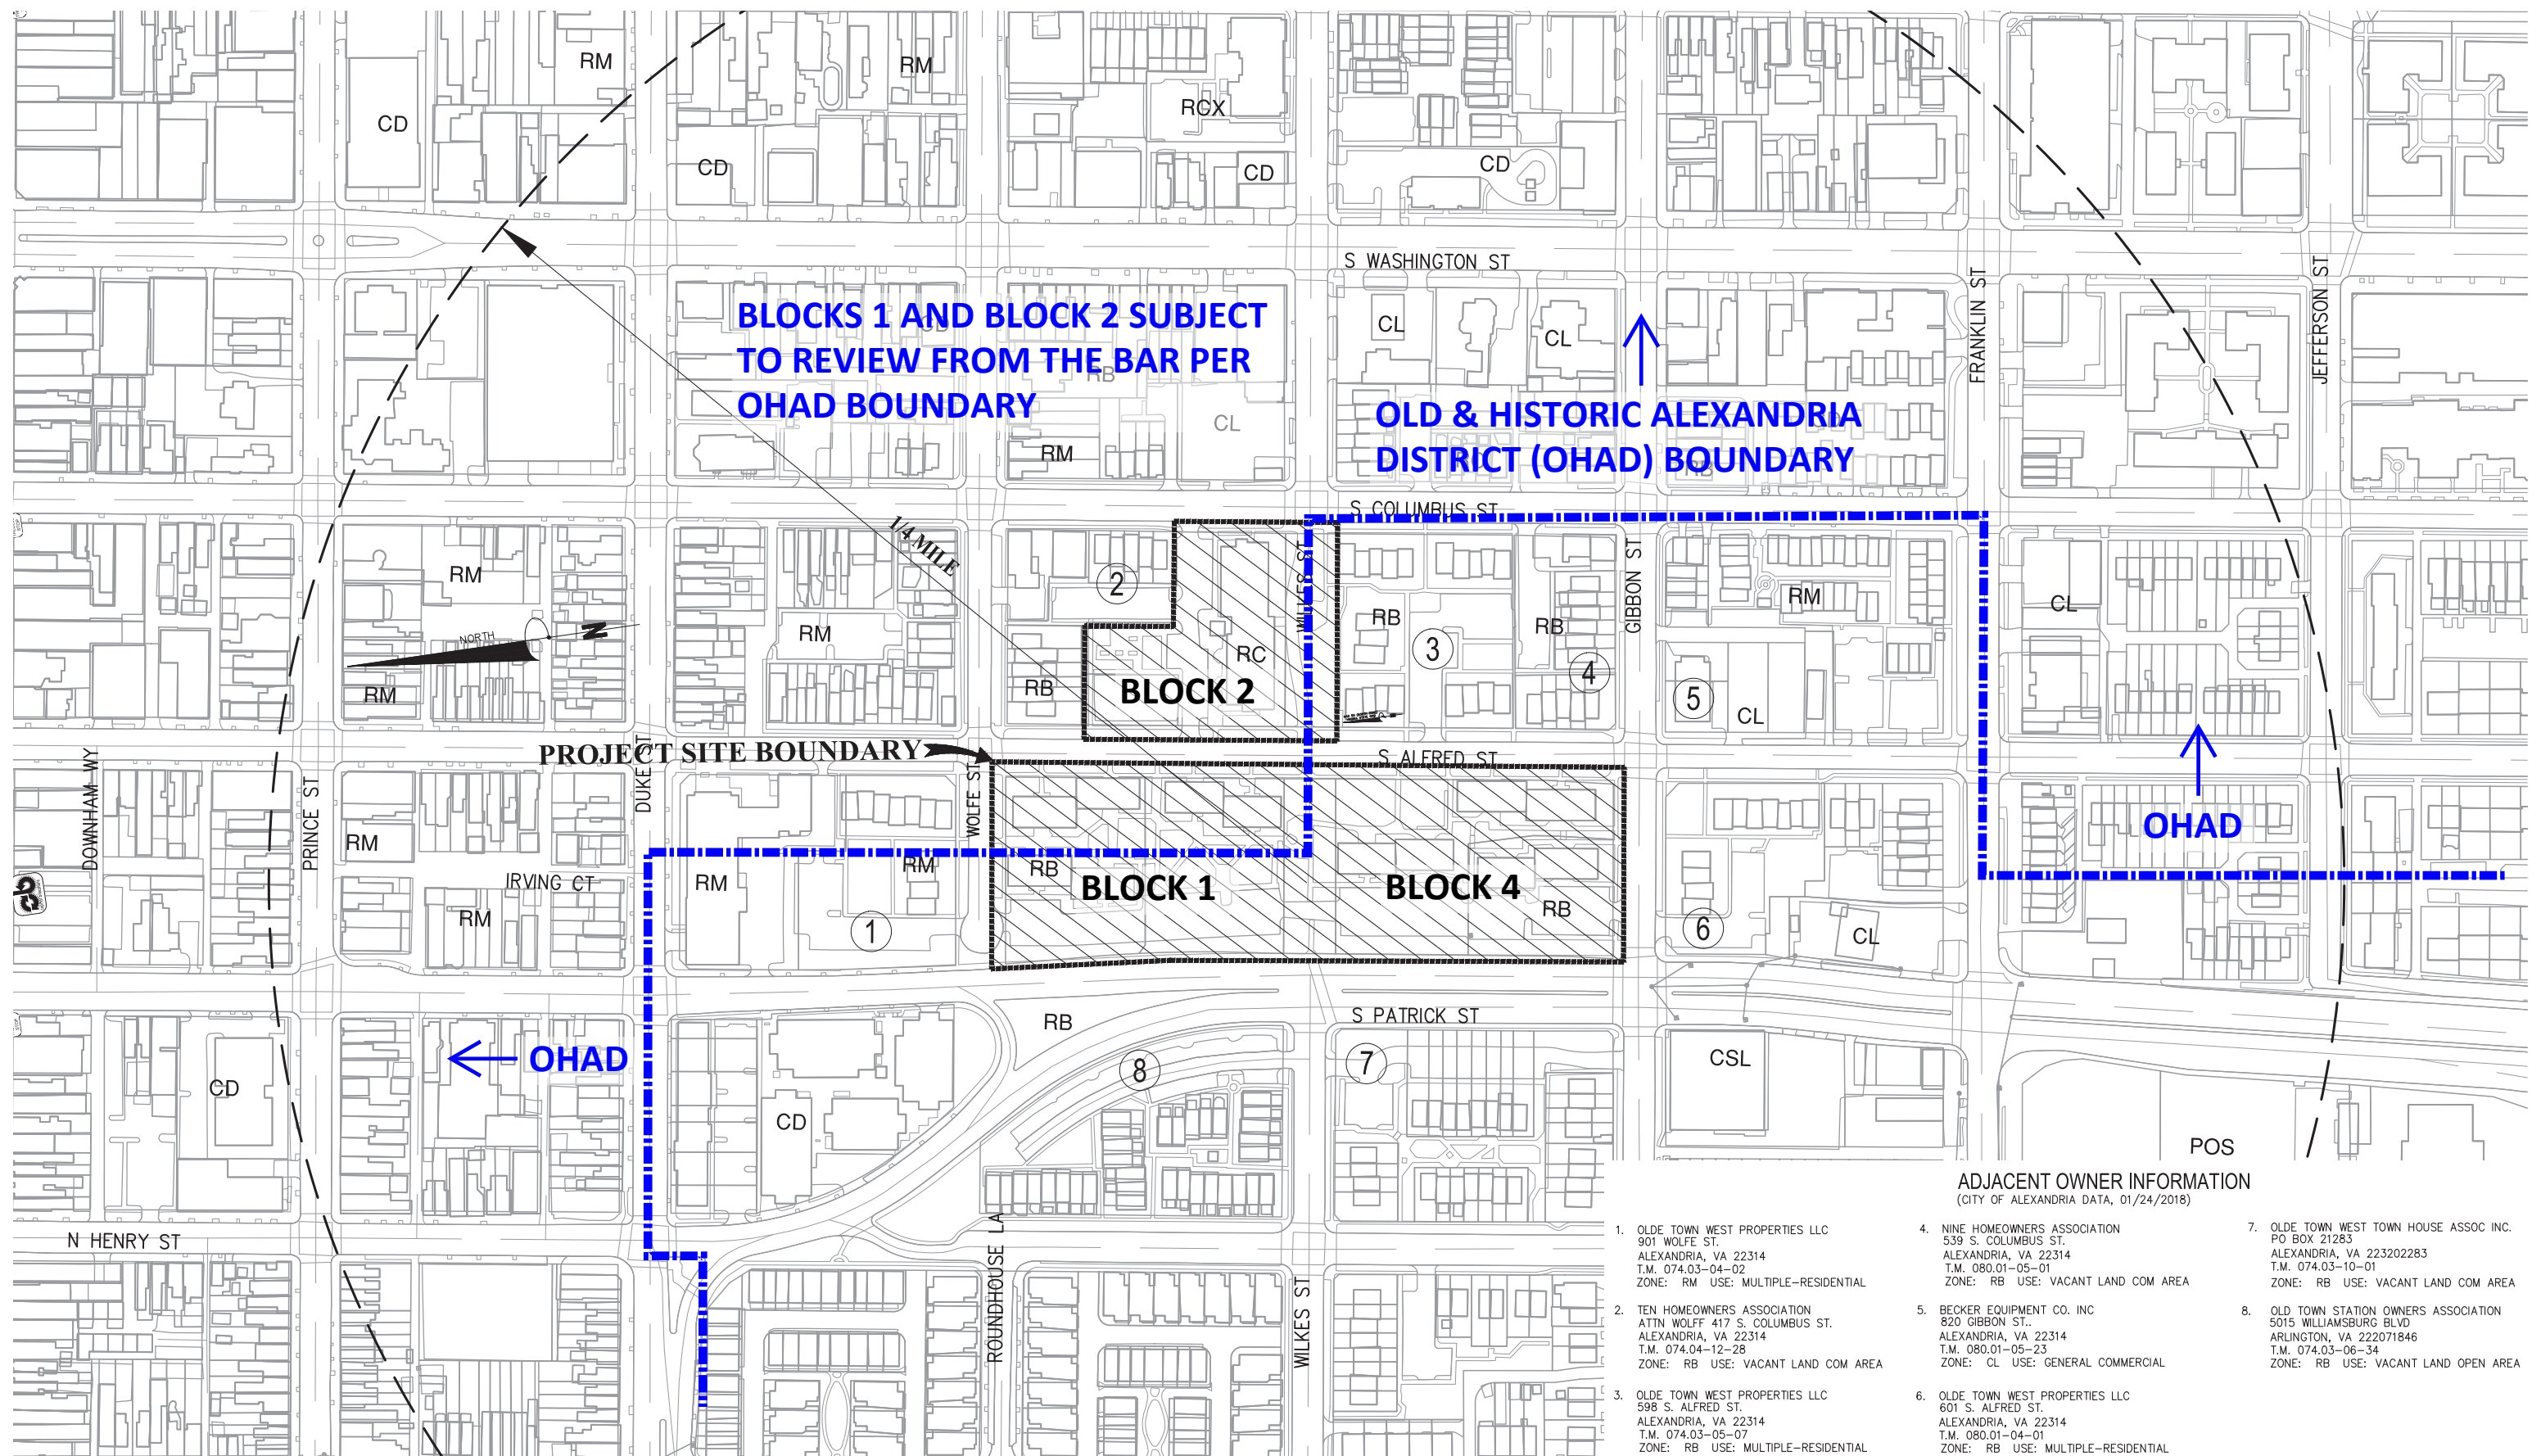 RM
RM
CD
RCX
CD
CD
CD
S WASHINGTON ST
BLOCKS 1 AND BLOCK 2 SUBJECT
TO REVIEW FROM THE BAR PER
OHAD BOUNDARY
CD
RB
CL
RM
CL
CL
FRANKLIN ST
JEFFERSON ST
OLD & HISTORIC ALEXANDRIA
DISTRICT (OHAD) BOUNDARY
RB
S COLUMBUS ST
1/4 MILE
RM
NORTH
N
RM
RM
2
RB
WILKES ST
RC
BLOCK 2
RB
3
RB
4
GIBBON ST
RM
5
CL
CL
PROJECT SITE BOUNDARY
S ALFRED ST
DOWNHAM WY
PRINCE ST
DUKE ST
WOLFE ST
RM
IRVING CT
RM
RM
RM
1
RB
BLOCK 1
BLOCK 4
RB
6
CL
OHAD
S PATRICK ST
RB
OHAD
CD
CD
8
7
CSL
POS
N HENRY ST
ROUNDHOUSE LA
WILKES ST
ADJACENT OWNER INFORMATION
(CITY OF ALEXANDRIA DATA, 01/24/2018)
1. OLDE TOWN WEST PROPERTIES LLC
901 WOLFE ST.
ALEXANDRIA, VA 22314
T.M. 074.03-04-02
ZONE: RM USE: MULTIPLE-RESIDENTIAL
2. TEN HOMEOWNERS ASSOCIATION
ATTN WOLFF 417 S. COLUMBUS ST.
ALEXANDRIA, VA 22314
T.M. 074.04-12-28
ZONE: RB USE: VACANT LAND COM AREA
3. OLDE TOWN WEST PROPERTIES LLC
598 S. ALFRED ST.
ALEXANDRIA, VA 22314
T.M. 074.03-05-07
ZONE: RB USE: MULTIPLE-RESIDENTIAL
4. NINE HOMEOWNERS ASSOCIATION
539 S. COLUMBUS ST.
ALEXANDRIA, VA 22314
T.M. 080.01-05-01
ZONE: RB USE: VACANT LAND COM AREA
5. BECKER EQUIPMENT CO. INC
820 GIBBON ST..
ALEXANDRIA, VA 22314
T.M. 080.01-05-23
ZONE: CL USE: GENERAL COMMERCIAL
6. OLDE TOWN WEST PROPERTIES LLC
601 S. ALFRED ST.
ALEXANDRIA, VA 22314
T.M. 080.01-04-01
ZONE: RB USE: MULTIPLE-RESIDENTIAL
7. OLDE TOWN WEST TOWN HOUSE ASSOC INC.
PO BOX 21283
ALEXANDRIA, VA 223202283
T.M. 074.03-10-01
ZONE: RB USE: VACANT LAND COM AREA
8. OLD TOWN STATION OWNERS ASSOCIATION
5015 WILLIAMSBURG BLVD
ARLINGTON, VA 222071846
T.M. 074.03-06-34
ZONE: RB USE: VACANT LAND OPEN AREA